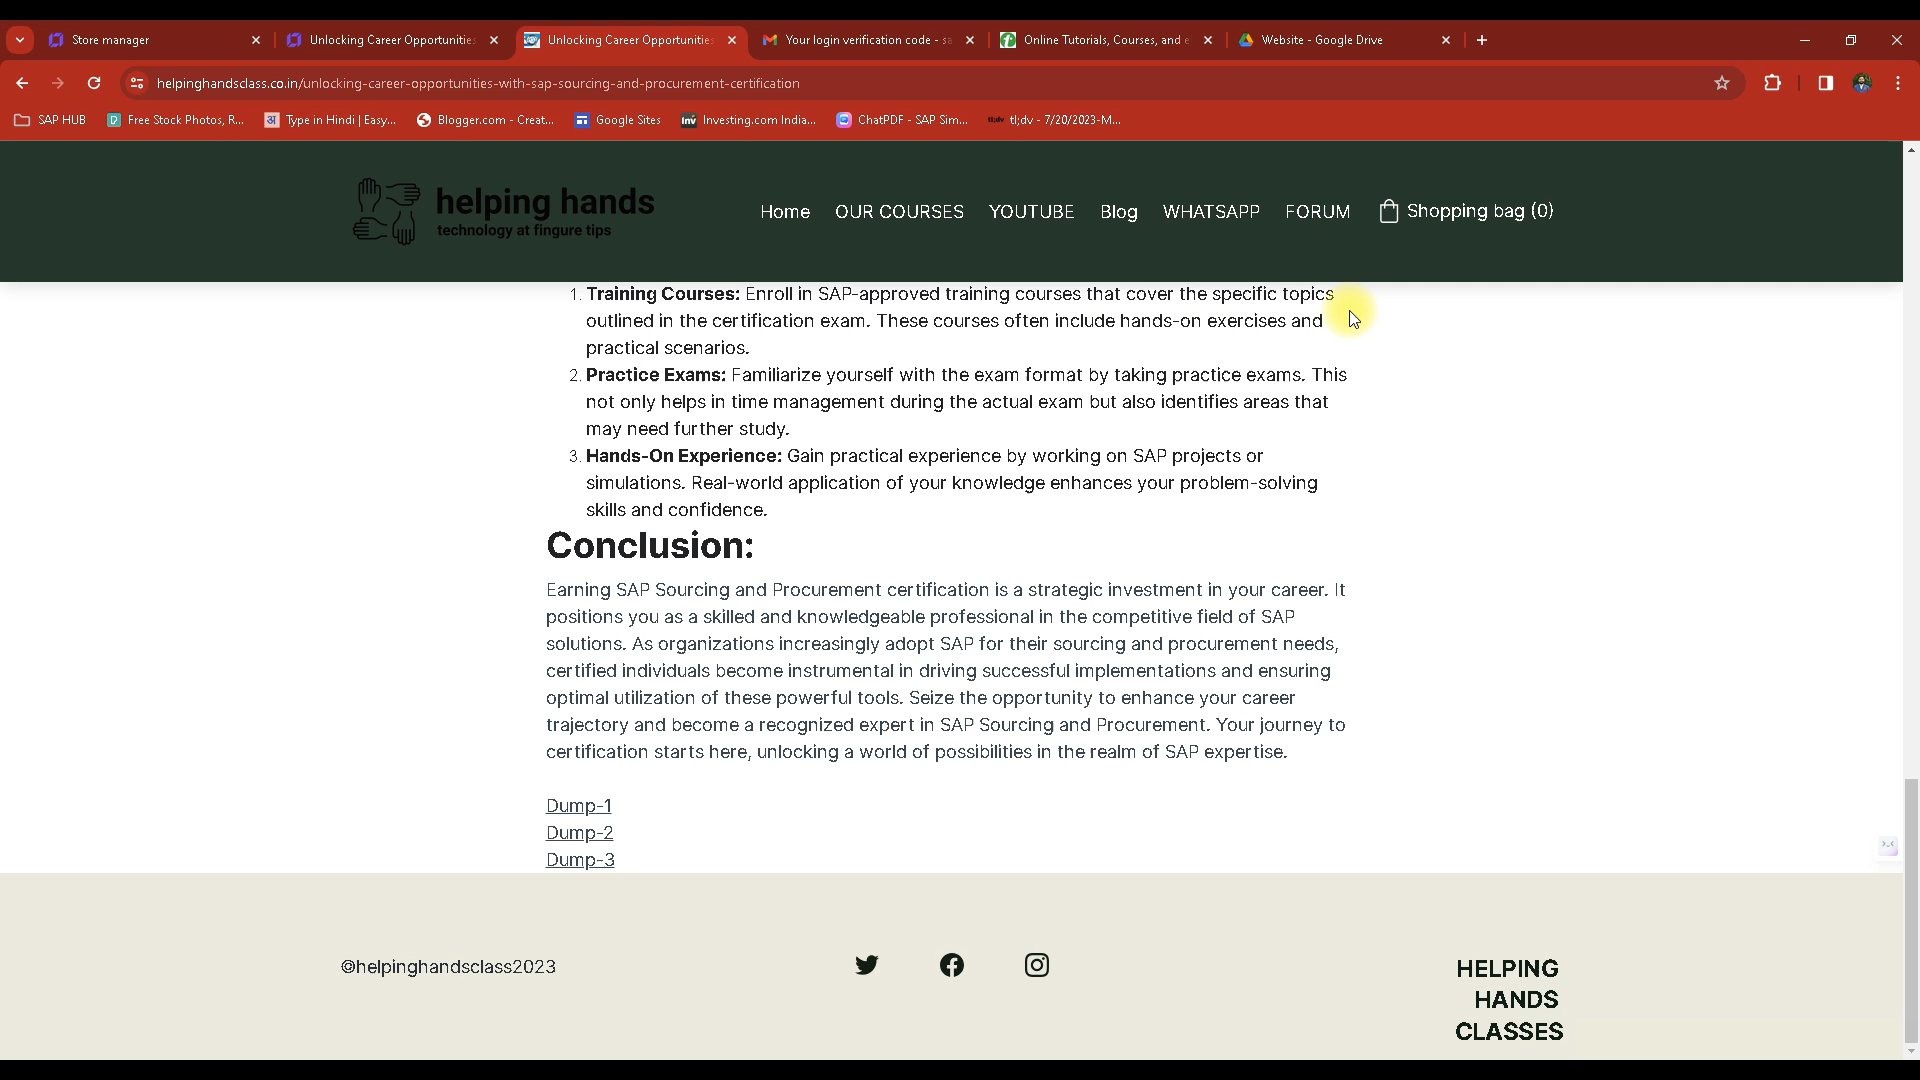 Store manager
Unlocking Career Opportunities
Unlocking Career Opportunities
Your login verification code - sa
Online Tutorials, Courses, and e
Website - Google Drive
helpinghandsclass.co.in/unlocking-career-opportunities-with-sap-sourcing-and-procurement-certification
SAP HUB
Free Stock Photos, R...
Type in Hindi | Easy...
Blogger.com - Creat...
Google Sites
Investing.com India...
ChatPDF - SAP Sim...
tl;dv - 7/20/2023-M...
helping hands
technology at fingure tips
Home
OUR COURSES
YOUTUBE
Blog
WHATSAPP
FORUM
Shopping bag (0)
1. Training Courses: Enroll in SAP-approved training courses that cover the specific topics
outlined in the certification exam. These courses often include hands-on exercises and
practical scenarios.
2. Practice Exams: Familiarize yourself with the exam format by taking practice exams. This
not only helps in time management during the actual exam but also identifies areas that
may need further study.
3. Hands-On Experience: Gain practical experience by working on SAP projects or
simulations. Real-world application of your knowledge enhances your problem-solving
skills and confidence.
Conclusion:
Earning SAP Sourcing and Procurement certification is a strategic investment in your career. It
positions you as a skilled and knowledgeable professional in the competitive field of SAP
solutions. As organizations increasingly adopt SAP for their sourcing and procurement needs,
certified individuals become instrumental in driving successful implementations and ensuring
optimal utilization of these powerful tools. Seize the opportunity to enhance your career
trajectory and become a recognized expert in SAP Sourcing and Procurement. Your journey to
certification starts here, unlocking a world of possibilities in the realm of SAP expertise.
Dump-1
Dump-2
Dump-3
©helpinghandsclass2023
HELPING
HANDS
CLASSES